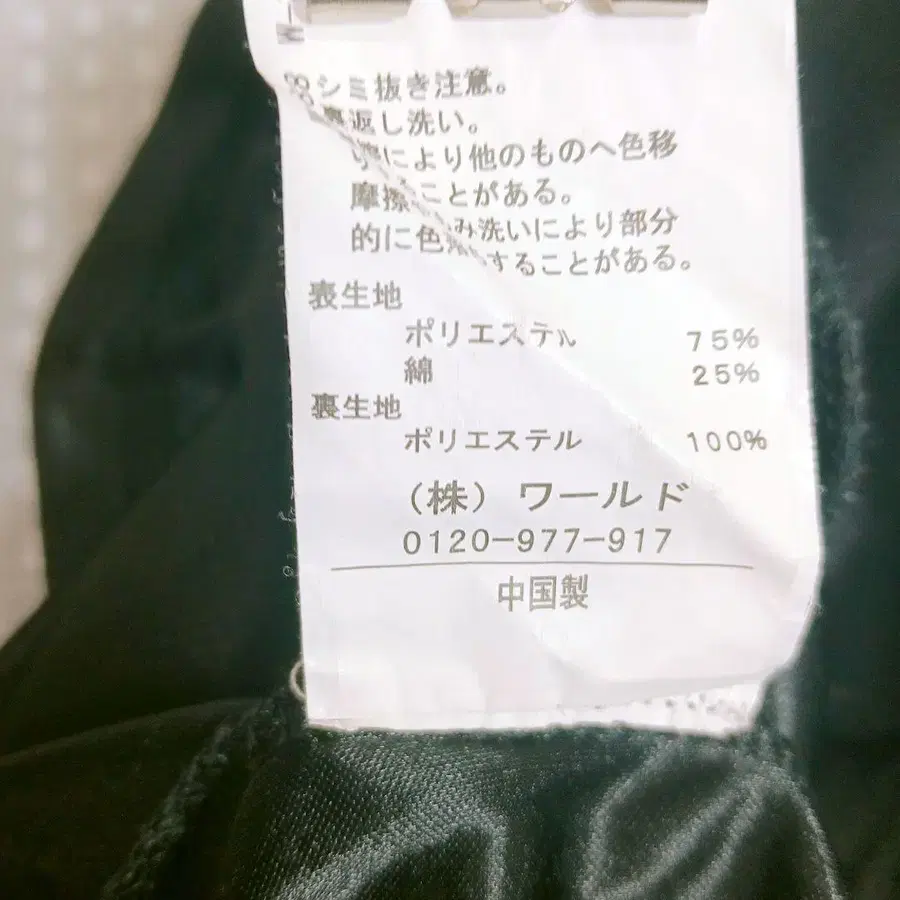 シミ抜き注意。
裏返し洗い。
により他のものへ色移
摩擦 ことがある。
的に色 み洗いにより部分
することがある。
表生地
ポリエステル 75%
綿 25%
裏生地
ポリエステル 100%
(株) ワールド
0120-977-917
中国製